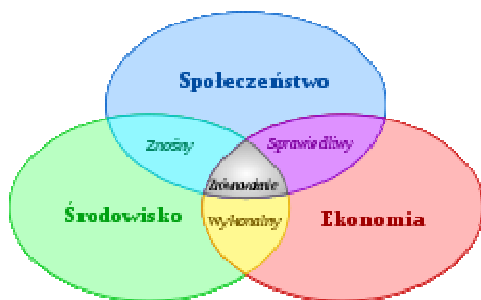 Społeczeństwo
Znośny
Sprawiedliwy
Zrównoważenie
Środowisko
Wykonalny
Ekonomia